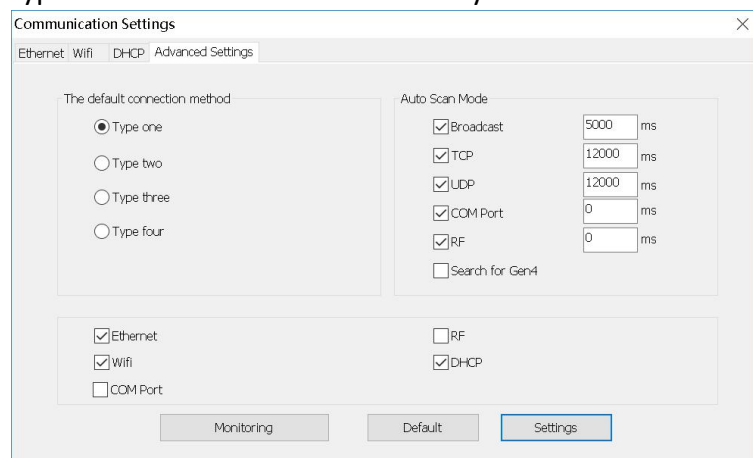 Communication Settings
Ethernet Wifi DHCP Advanced Settings
The default connection method
Type one
Type two
Type three
Type four
Auto Scan Mode
Broadcast 5000 ms
TCP 12000 ms
UDP 12000 ms
COM Port 0 ms
RF 0 ms
Search for Gen4
Ethernet
Wifi
COM Port
RF
DHCP
Monitoring Default Settings